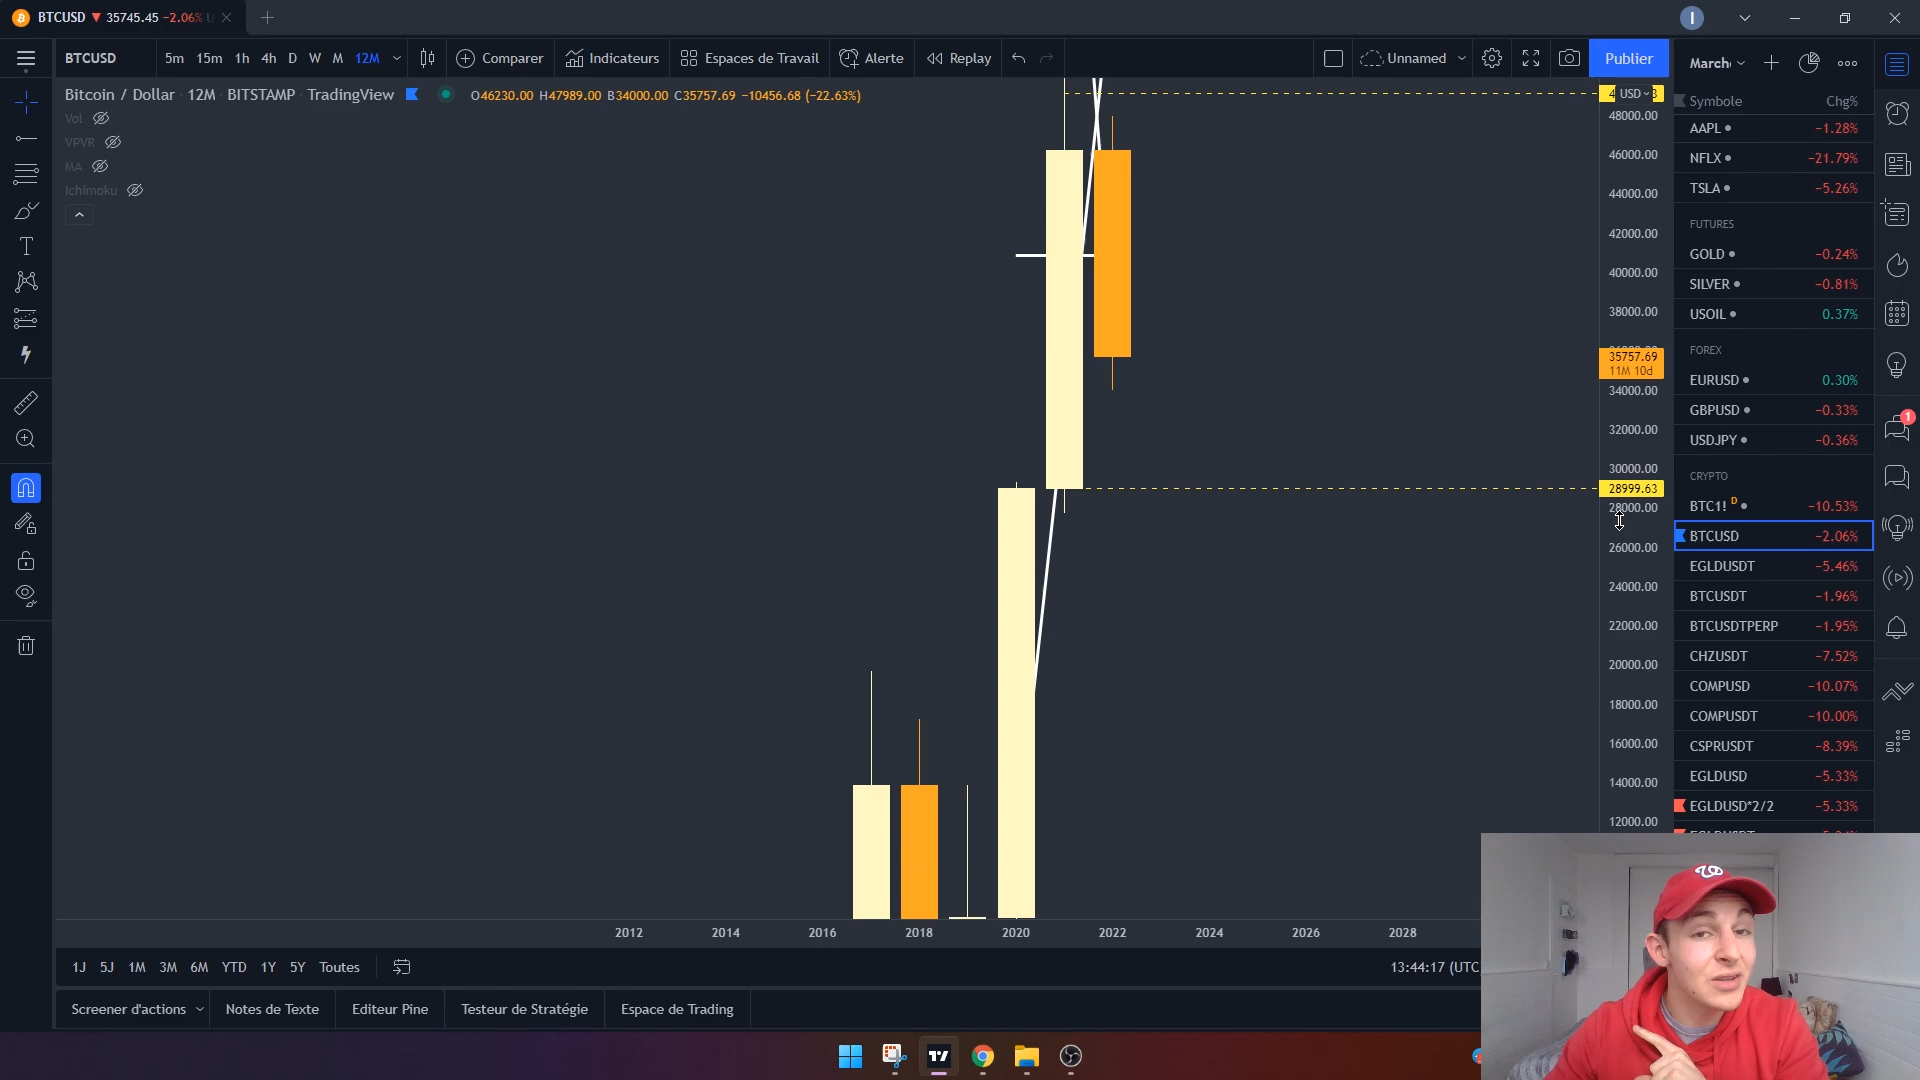 BTCUSD ▼ 35745.45 −2.06% U
I
BTCUSD 5m 15m 1h 4h D W M 12M Comparer Indicateurs Espaces de Travail Alerte Replay Unnamed Publier
Bitcoin / Dollar · 12M · BITSTAMP · TradingView O46230.00 H47989.00 B34000.00 C35757.69 −10456.68 (−22.63%)
Vol
VPVR
MA
Ichimoku
USD
48000.00
46000.00
44000.00
42000.00
40000.00
38000.00
35757.69
11M 10d
34000.00
32000.00
30000.00
28999.63
28000.00
26000.00
24000.00
22000.00
20000.00
18000.00
16000.00
14000.00
12000.00
2012 2014 2016 2018 2020 2022 2024 2026 2028
1J 5J 1M 3M 6M YTD 1Y 5Y Toutes 13:44:17 (UTC
Screener d'actions Notes de Texte Editeur Pine Testeur de Stratégie Espace de Trading
March
Symbole Chg%
AAPL −1.28%
NFLX −21.79%
TSLA −5.26%
FUTURES
GOLD −0.24%
SILVER −0.81%
USOIL 0.37%
FOREX
EURUSD 0.30%
GBPUSD −0.33%
USDJPY −0.36%
CRYPTO
BTC1! D −10.53%
BTCUSD −2.06%
EGLDUSDT −5.46%
BTCUSDT −1.96%
BTCUSDTPERP −1.95%
CHZUSDT −7.52%
COMPUSD −10.07%
COMPUSDT −10.00%
CSPRUSDT −8.39%
EGLDUSD −5.33%
EGLDUSD*2/2 −5.33%
1
W